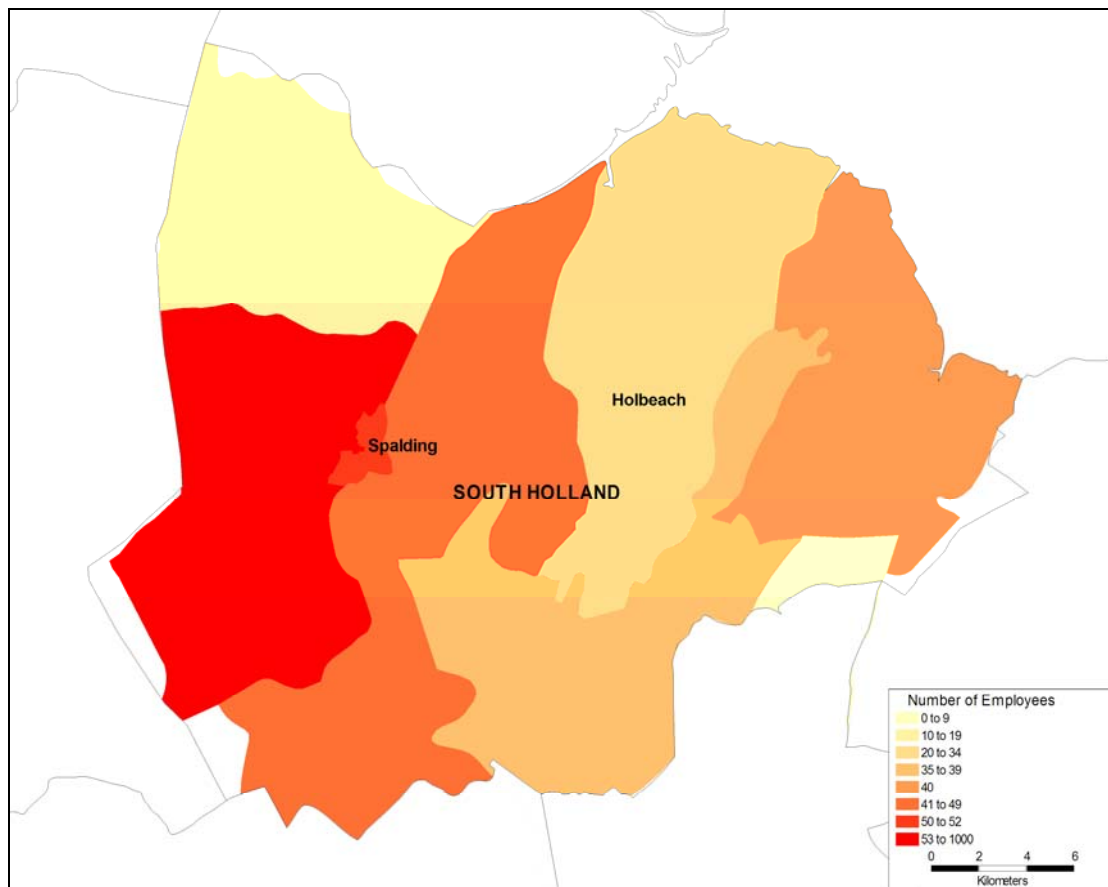 Holbeach
Spalding
SOUTH HOLLAND
Number of Employees
0 to 9
10 to 19
20 to 34
35 to 39
40
41 to 49
50 to 52
53 to 1000
0 2 4 6
Kilometers